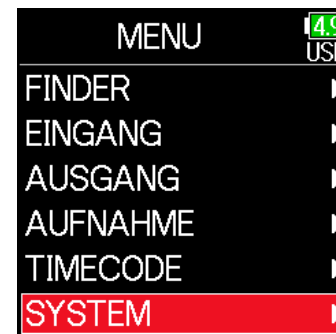 MENU
FINDER
EINGANG
AUSGANG
AUFNAHME
TIMECODE
SYSTEM